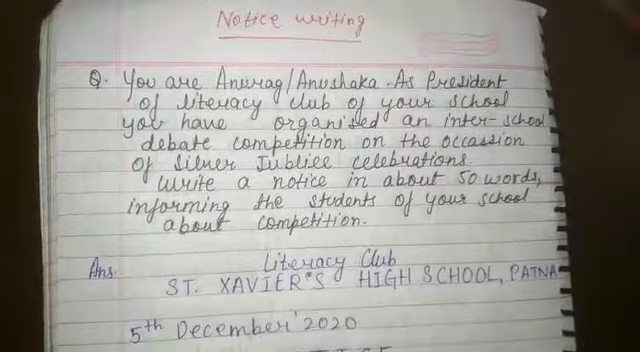 Notice writing
Q. You are Anurag/Anushaka. As President
of literacy club of your school
you have organised an inter-school
debate competition on the occassion
of Silver Jubliee celebrations.
Write a notice in about 50 words,
informing the students of your school
about competition.
Ans. Literacy Club
ST. XAVIER'S HIGH SCHOOL, PATNA
5th December' 2020